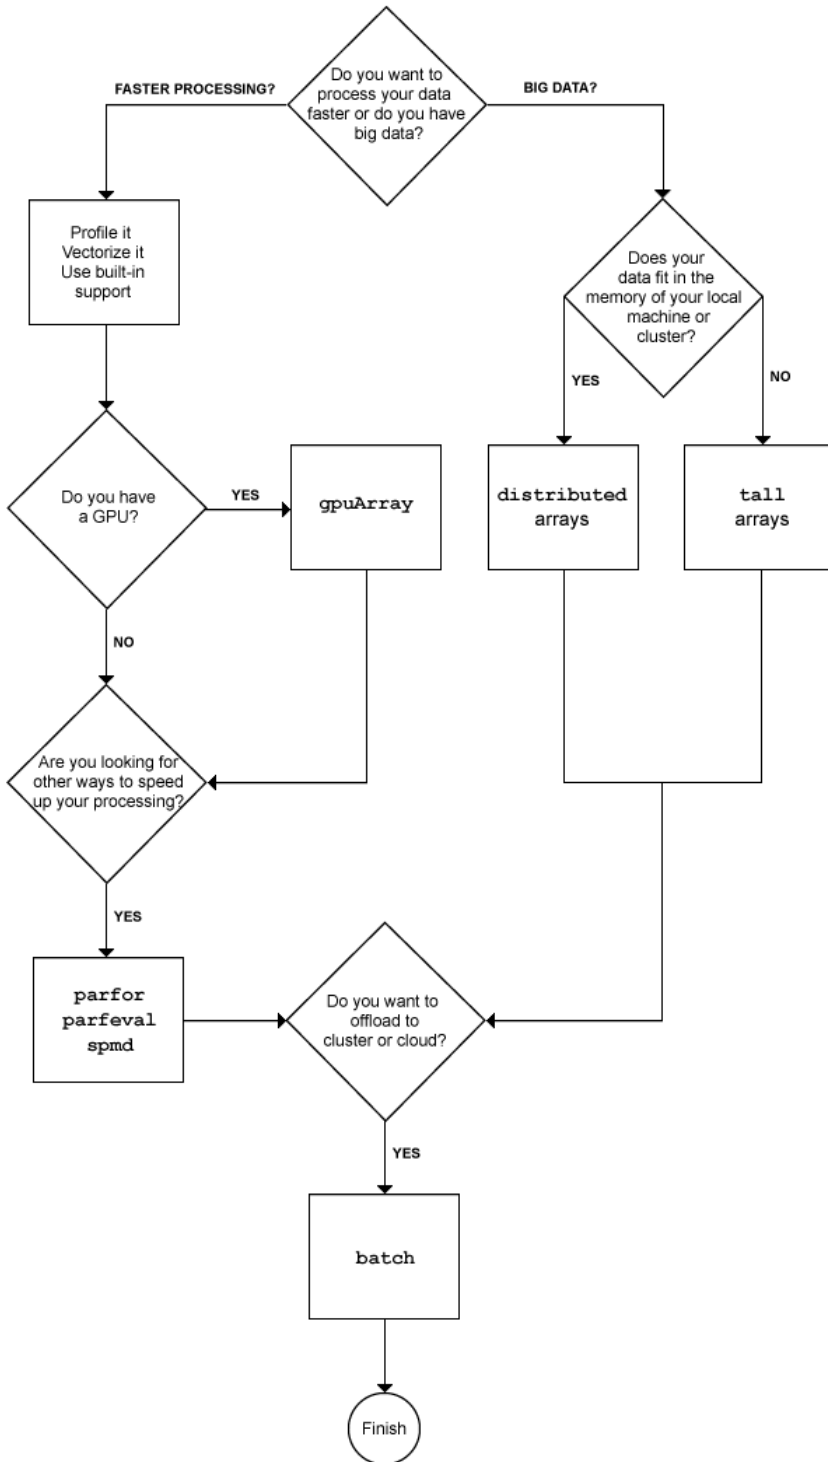 Do you want to
process your data
faster or do you have
big data?
FASTER PROCESSING?
BIG DATA?
Profile it
Vectorize it
Use built-in
support
Does your
data fit in the
memory of your local
machine or
cluster?
YES
NO
Do you have
a GPU?
YES
gpuArray
distributed
arrays
tall
arrays
NO
Are you looking for
other ways to speed
up your processing?
YES
parfor
parfeval
spmd
Do you want to
offload to
cluster or cloud?
YES
batch
Finish